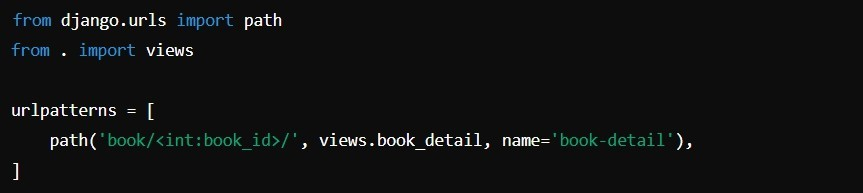 from django.urls import path
from . import views
urlpatterns = [
    path('book/<int:book_id>/', views.book_detail, name='book-detail'),
]